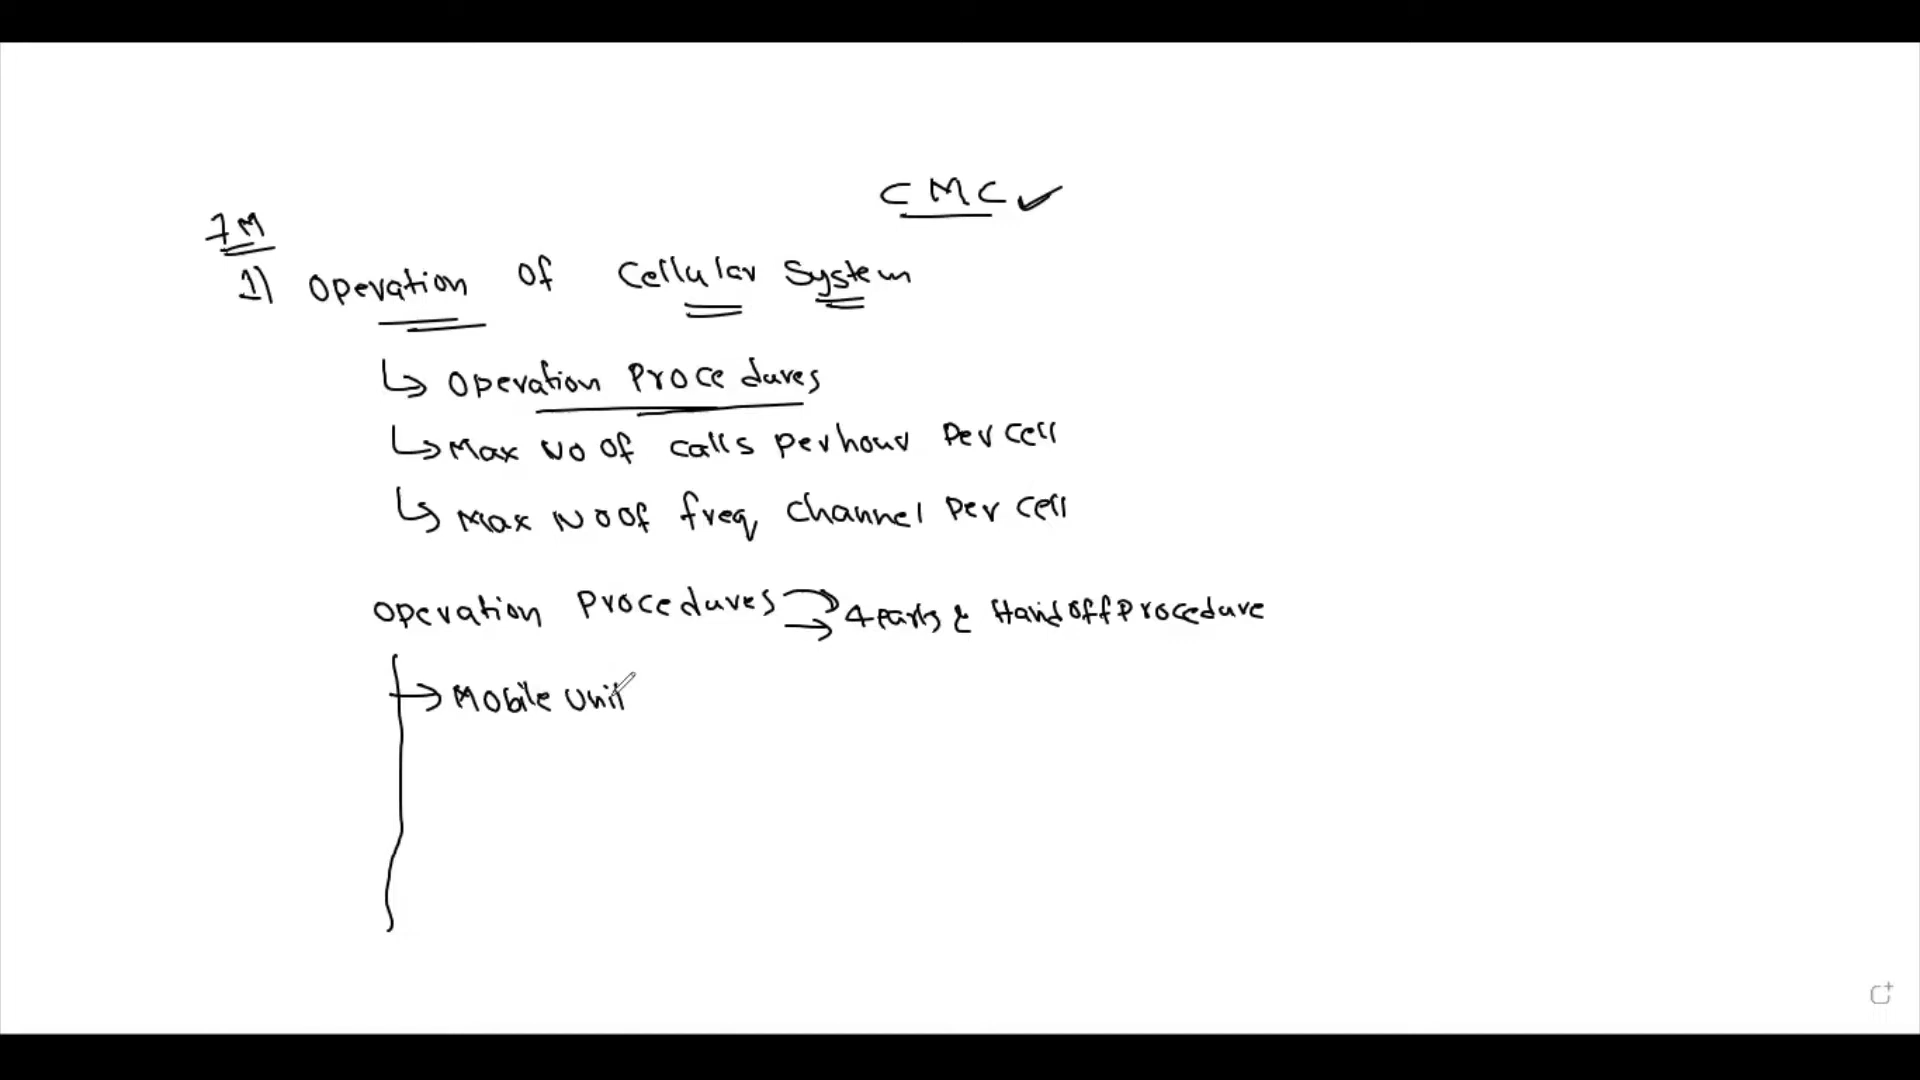 CMC
7M
1) Operation of Cellular System
Operation Procedures
Max No of calls per hour Per cell
Max No of freq channel Per cell
Operation Procedures 4 Parts & Hand off Procedure
Mobile Unit